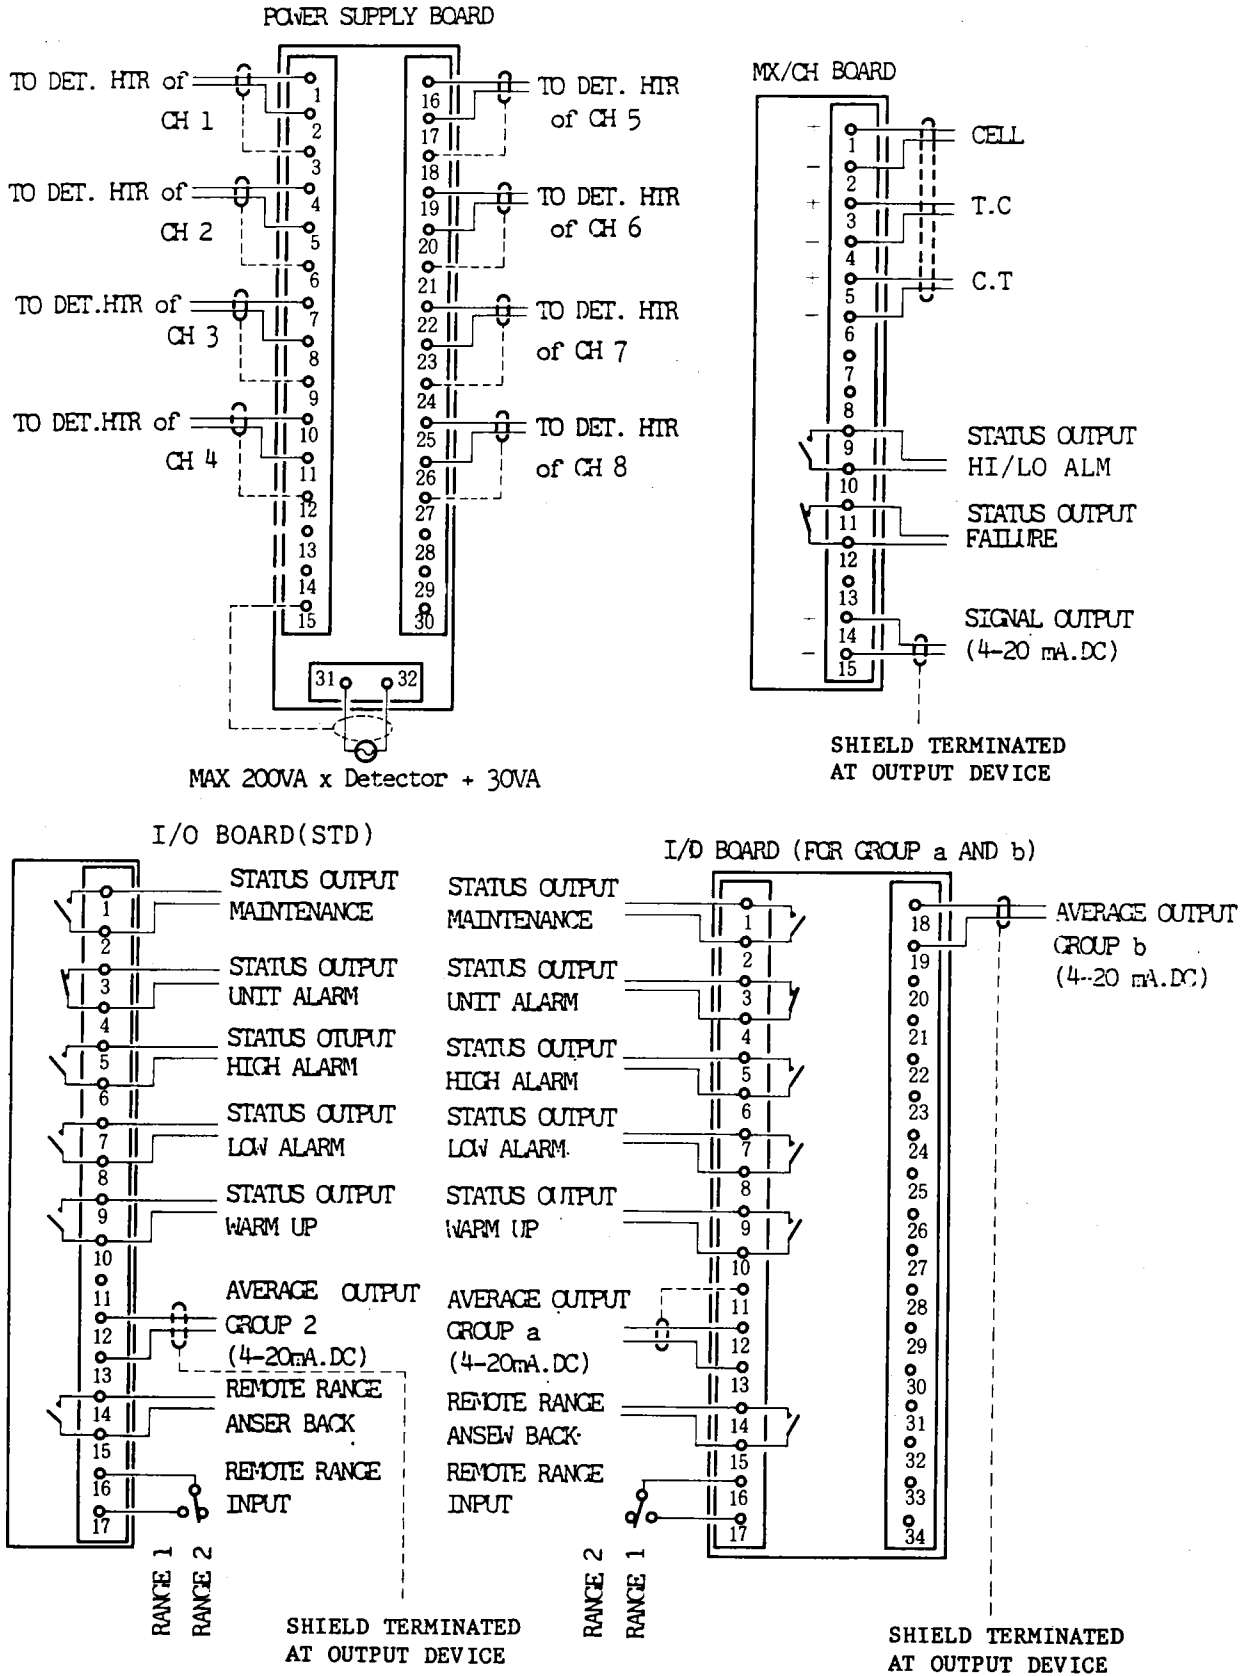 POWER SUPPLY BOARD
TO DET. HTR of
CH 1
TO DET. HTR of
CH 2
TO DET.HTR of
CH 3
TO DET.HTR of
CH 4
1
2
3
4
5
6
7
8
9
10
11
12
13
14
15
16
17
18
19
20
21
22
23
24
25
26
27
28
29
30
TO DET. HTR
of CH 5
TO DET. HTR
of CH 6
TO DET. HTR
of CH 7
TO DET. HTR
of CH 8
31
32
MAX 200VA x Detector + 30VA
MX/CH BOARD
+
-
+
-
+
-
+
-
1
2
3
4
5
6
7
8
9
10
11
12
13
14
15
CELL
T.C
C.T
STATUS OUTPUT
HI/LO ALM
STATUS OUTPUT
FAILURE
SIGNAL OUTPUT
(4-20 mA.DC)
SHIELD TERMINATED
AT OUTPUT DEVICE
I/O BOARD(STD)
1
2
3
4
5
6
7
8
9
10
11
12
13
14
15
16
17
STATUS OUTPUT
MAINTENANCE
STATUS OUTPUT
UNIT ALARM
STATUS OTUPUT
HIGH ALARM
STATUS OUTPUT
LOW ALARM
STATUS OUTPUT
WARM UP
AVERAGE OUTPUT
GROUP 2
(4-20mA.DC)
REMOTE RANGE
ANSER BACK
REMOTE RANGE
INPUT
RANGE 1
RANGE 2
SHIELD TERMINATED
AT OUTPUT DEVICE
I/O BOARD (FOR GROUP a AND b)
STATUS OUTPUT
MAINTENANCE
STATUS OUTPUT
UNIT ALARM
STATUS OUTPUT
HIGH ALARM
STATUS OUTPUT
LOW ALARM
STATUS OUTPUT
WARM UP
AVERAGE OUTPUT
GROUP a
(4-20mA.DC)
REMOTE RANGE
ANSEW BACK
REMOTE RANGE
INPUT
RANGE 2
RANGE 1
1
2
3
4
5
6
7
8
9
10
11
12
13
14
15
16
17
18
19
20
21
22
23
24
25
26
27
28
29
30
31
32
33
34
AVERAGE OUTPUT
GROUP b
(4-20 mA.DC)
SHIELD TERMINATED
AT OUTPUT DEVICE